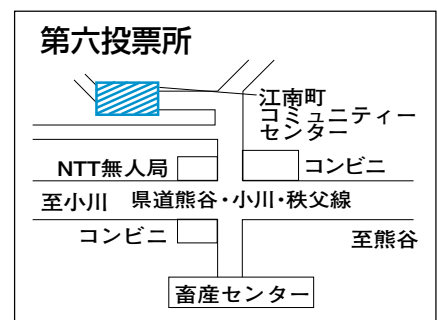 第六投票所
江南町
コミュニティー
センター
NTT無人局
コンビニ
県道熊谷・小川・秩父線
至小川
コンビニ
至熊谷
畜産センター